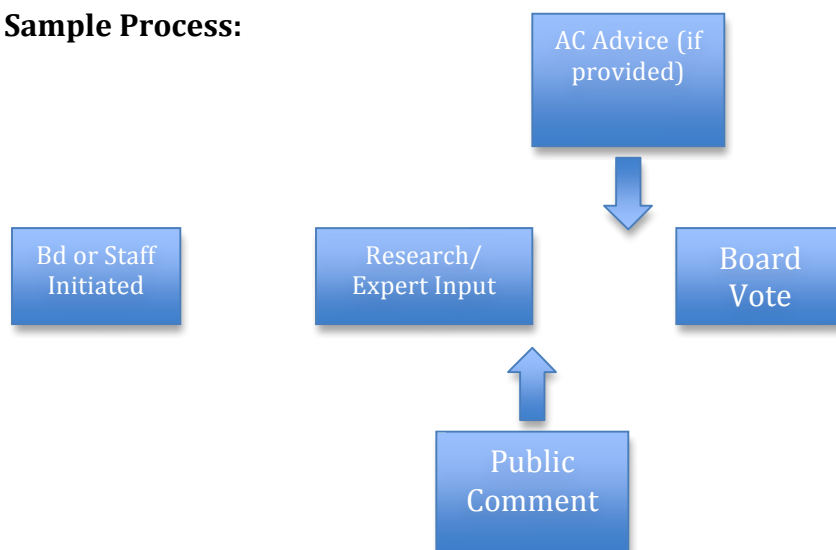 Sample Process:
AC Advice (if
provided)
Bd or Staff
Initiated
Research/
Expert Input
Board
Vote
Public
Comment